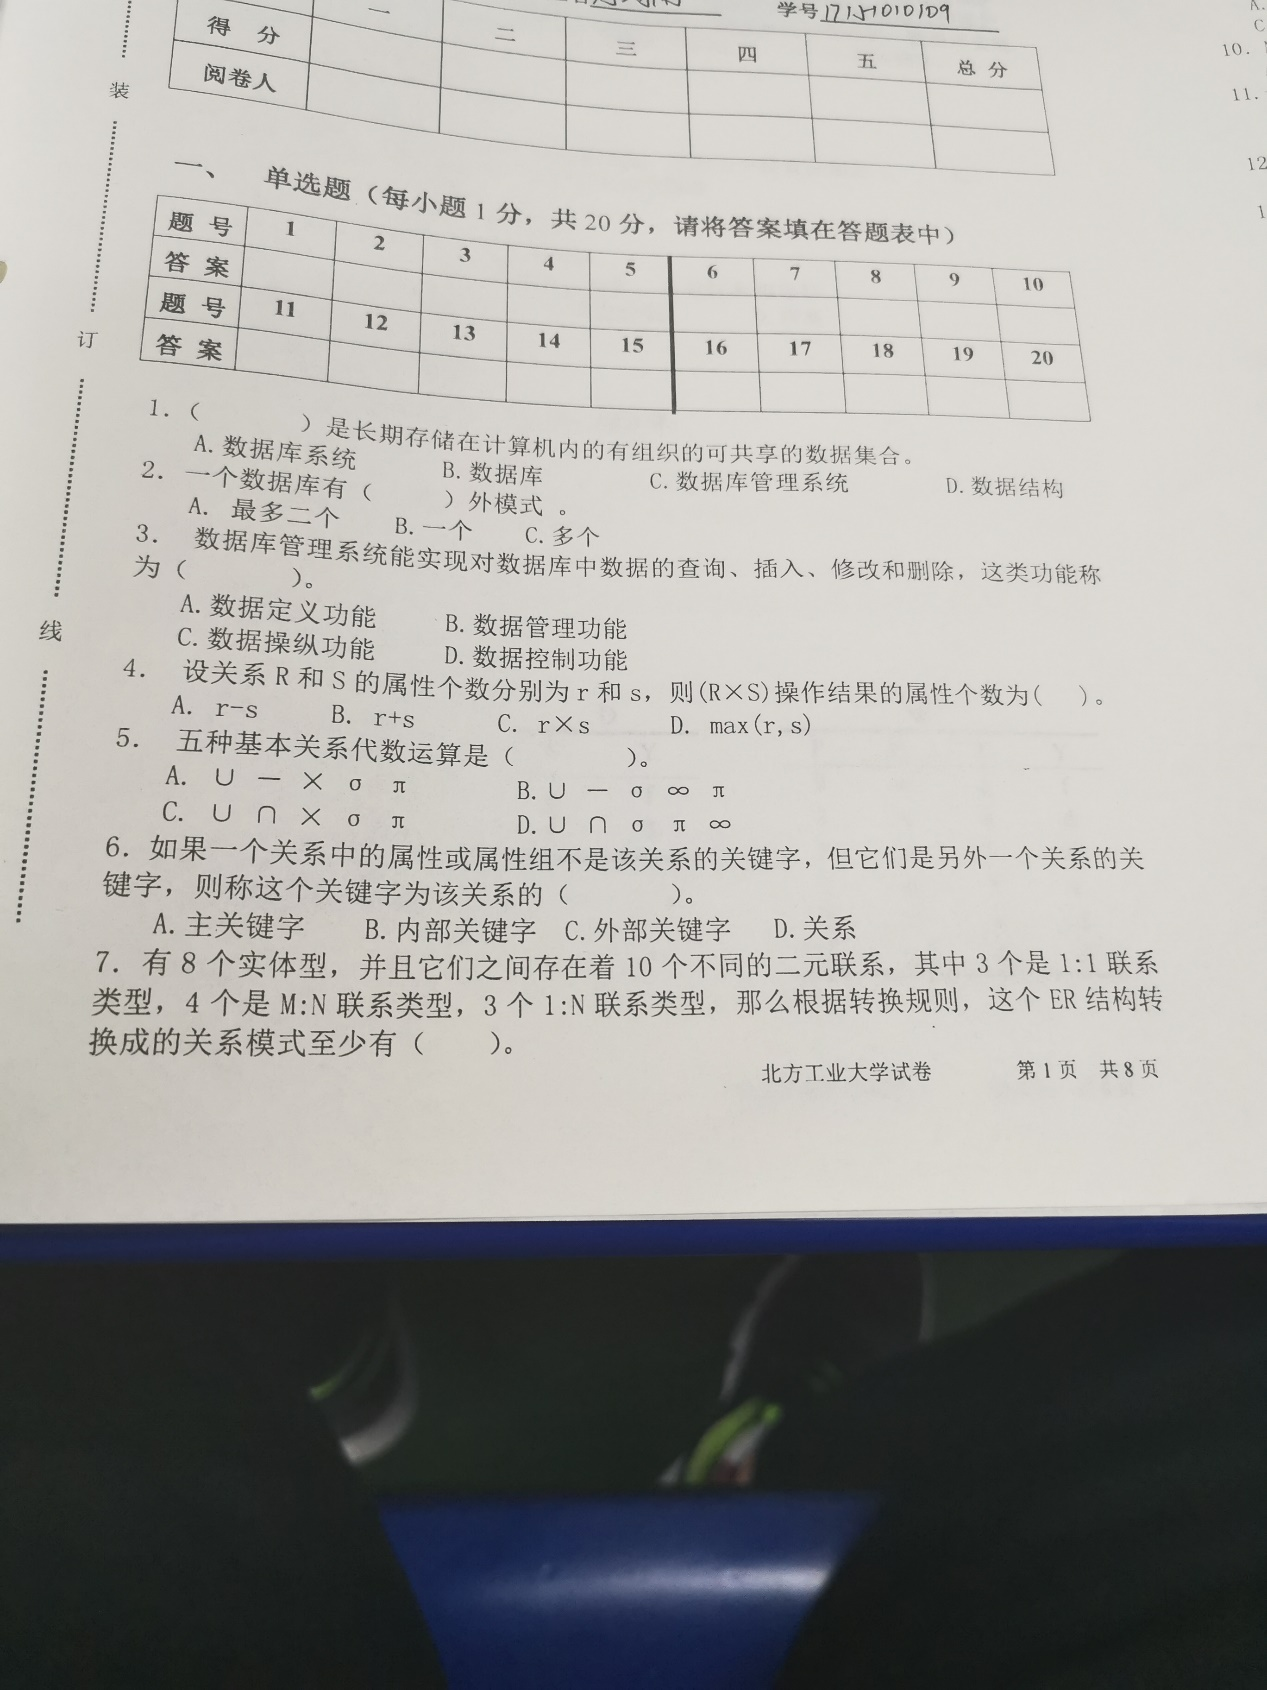 学号 17151010109
得 分 一 二 三 四 五 总 分
阅卷人
装
一、 单选题（每小题1分，共20分，请将答案填在答题表中）
题 号 1 2 3 4 5 6 7 8 9 10
答 案
题 号 11 12 13 14 15 16 17 18 19 20
答 案
订
1.（ ）是长期存储在计算机内的有组织的可共享的数据集合。
A.数据库系统 B.数据库 C.数据库管理系统 D.数据结构
2. 一个数据库有（ ）外模式 。
A. 最多二个 B.一个 C.多个
3. 数据库管理系统能实现对数据库中数据的查询、插入、修改和删除，这类功能称
为（ ）。
A.数据定义功能 B.数据管理功能
线
C.数据操纵功能 D.数据控制功能
4. 设关系 R 和 S 的属性个数分别为 r 和 s，则(R×S)操作结果的属性个数为( )。
A. r-s B. r+s C. r×s D. max(r,s)
5. 五种基本关系代数运算是（ ）。
A. ∪ － × σ π B.∪ － σ ∞ π
C. ∪ ∩ × σ π D.∪ ∩ σ π ∞
6. 如果一个关系中的属性或属性组不是该关系的关键字，但它们是另外一个关系的关
键字，则称这个关键字为该关系的（ ）。
A.主关键字 B.内部关键字 C.外部关键字 D.关系
7. 有 8 个实体型，并且它们之间存在着 10 个不同的二元联系，其中 3 个是 1:1 联系
类型，4 个是 M:N 联系类型，3 个 1:N 联系类型，那么根据转换规则，这个 ER 结构转
换成的关系模式至少有（ ）。
北方工业大学试卷 第 1 页 共 8 页
A.
C
10.
11.
12
1